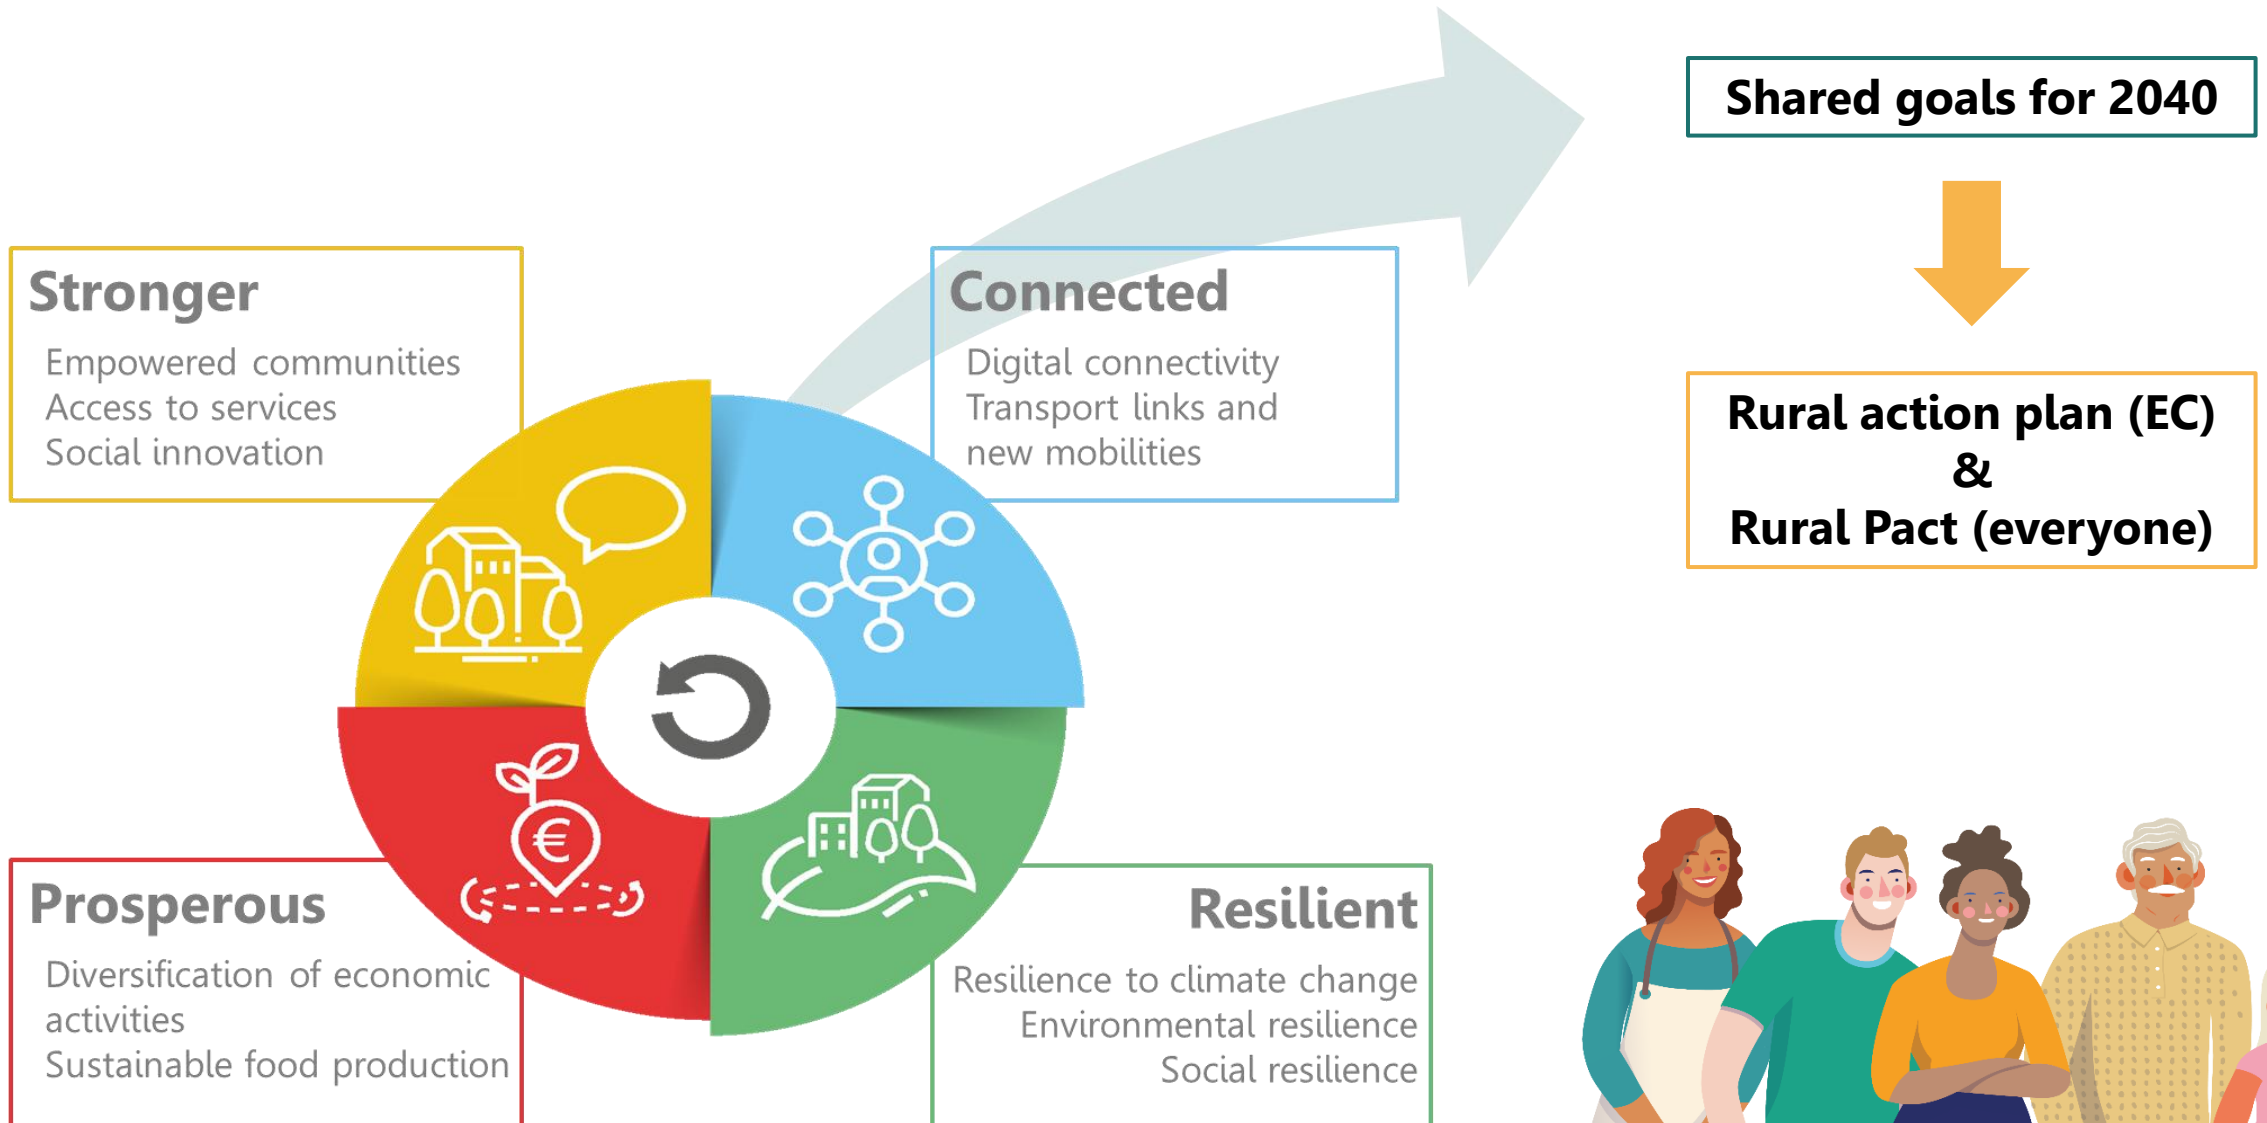 Shared goals for 2040
Stronger
Empowered communities
Access to services
Social innovation
Connected
Digital connectivity
Transport links and
new mobilities
Rural action plan (EC)
&
Rural Pact (everyone)
€
Prosperous
Diversification of economic
activities
Sustainable food production
Resilient
Resilience to climate change
Environmental resilience
Social resilience